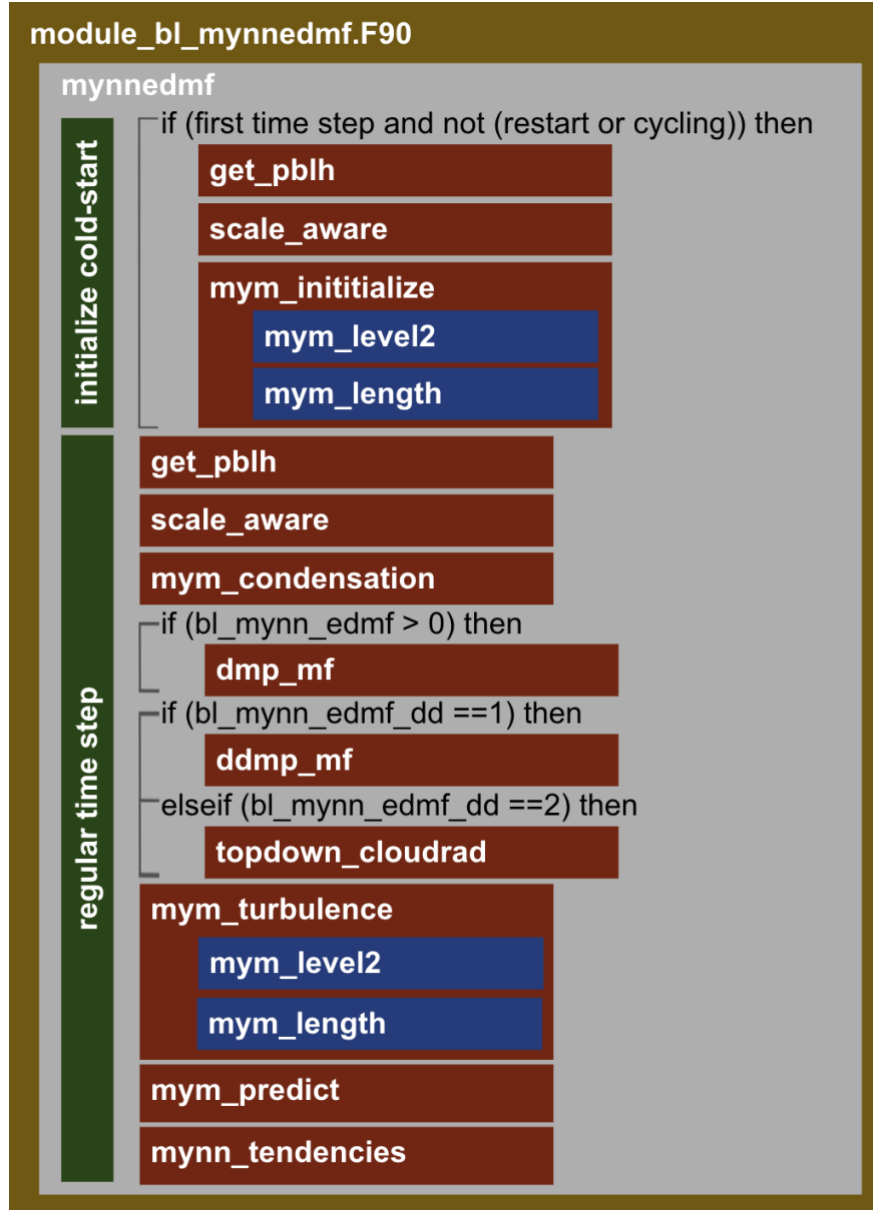 module_bl_mynnedmf.F90
mynnedmf
initialize cold-start
if (first time step and not (restart or cycling)) then
get_pblh
scale_aware
mym_inititialize
mym_level2
mym_length
regular time step
get_pblh
scale_aware
mym_condensation
if (bl_mynn_edmf > 0) then
dmp_mf
if (bl_mynn_edmf_dd ==1) then
ddmp_mf
elseif (bl_mynn_edmf_dd ==2) then
topdown_cloudrad
mym_turbulence
mym_level2
mym_length
mym_predict
mynn_tendencies